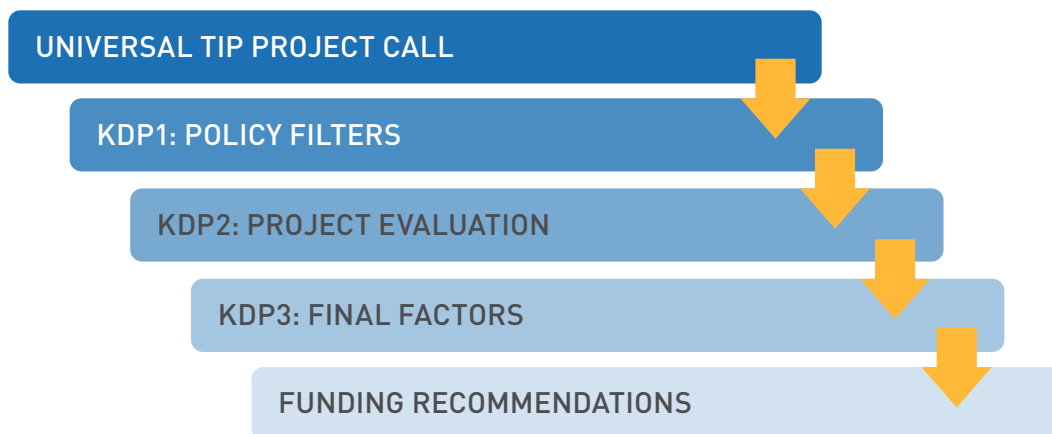 UNIVERSAL TIP PROJECT CALL
KDP1: POLICY FILTERS
KDP2: PROJECT EVALUATION
KDP3: FINAL FACTORS
FUNDING RECOMMENDATIONS